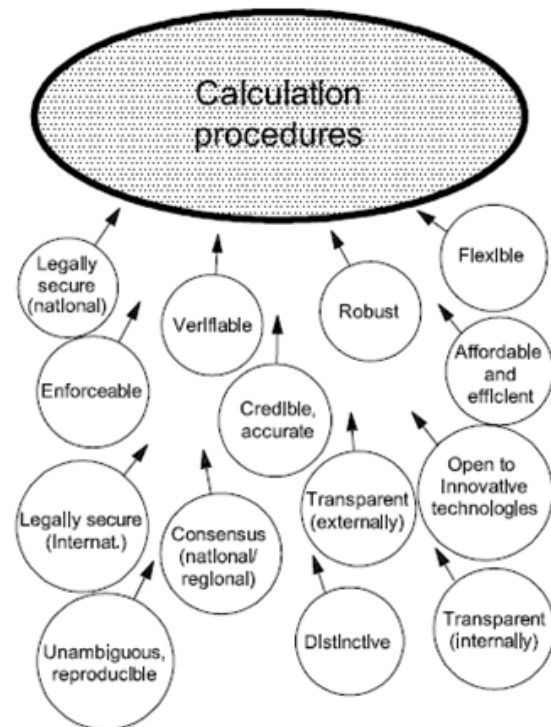 Calculation
procedures
Legally
secure
(national)
Verifiable
Robust
Flexible
Enforceable
Credible,
accurate
Affordable
and
efficient
Legally secure
(Internat.)
Consensus
(national/
regional)
Transparent
(externally)
Open to
Innovative
technologies
Unambiguous,
reproducible
Distinctive
Transparent
(internally)